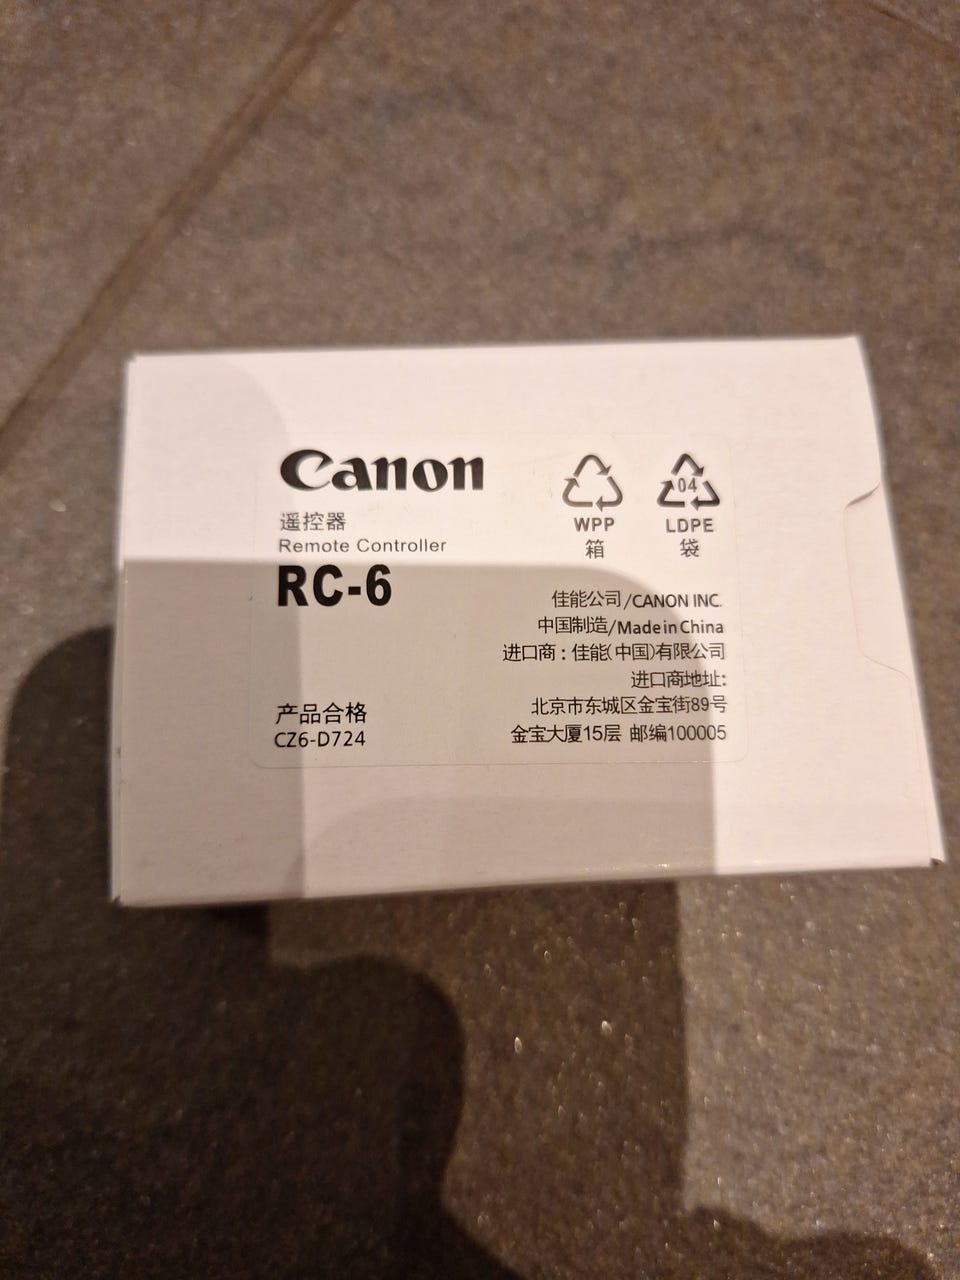 Canon
遥控器
Remote Controller
RC-6
产品合格
CZ6-D724
WPP
箱
04
LDPE
袋
佳能公司/CANON INC.
中国制造/Made in China
进口商：佳能(中国)有限公司
进口商地址:
北京市东城区金宝街89号
金宝大厦15层 邮编100005